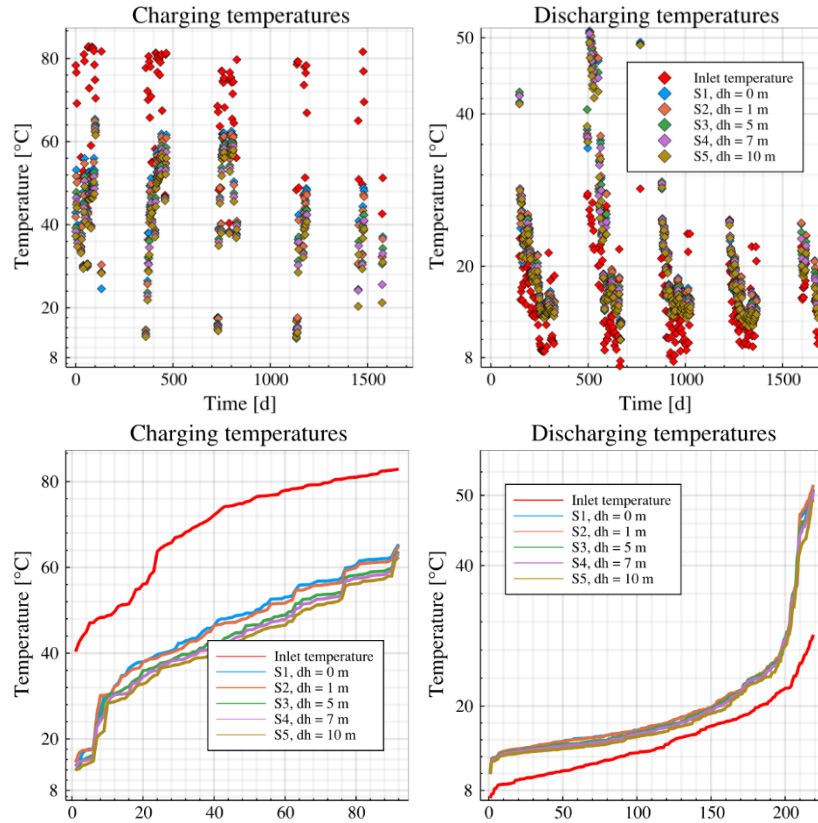 Charging temperatures
Temperature [°C]
80
60
40
20
8
0
500
1000
1500
Time [d]
Discharging temperatures
Temperature [°C]
50
40
20
8
0
500
1000
1500
Time [d]
Inlet temperature
S1, dh = 0 m
S2, dh = 1 m
S3, dh = 5 m
S4, dh = 7 m
S5, dh = 10 m
Charging temperatures
Temperature [°C]
80
60
40
20
8
0
20
40
60
80
Inlet temperature
S1, dh = 0 m
S2, dh = 1 m
S3, dh = 5 m
S4, dh = 7 m
S5, dh = 10 m
Discharging temperatures
Temperature [°C]
50
40
20
8
0
50
100
150
200
Inlet temperature
S1, dh = 0 m
S2, dh = 1 m
S3, dh = 5 m
S4, dh = 7 m
S5, dh = 10 m